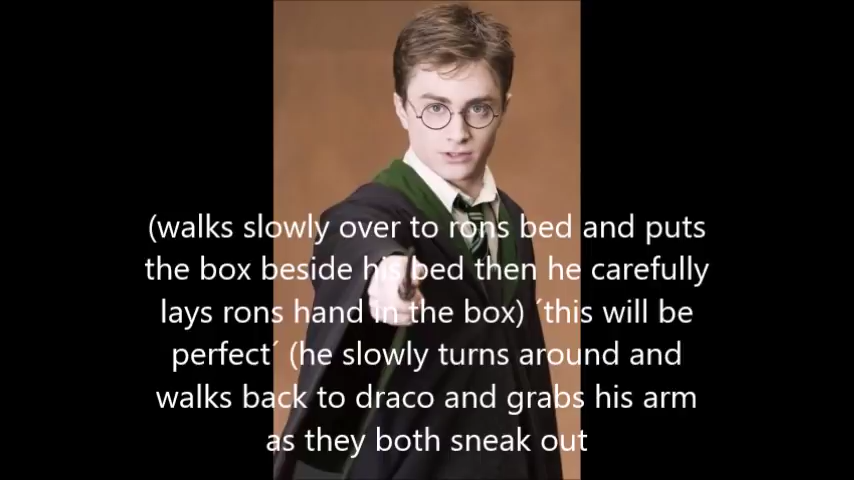 (walks slowly over to rons bed and puts
the box beside his bed then he carefully
lays rons hand in the box) ´this will be
perfect´ (he slowly turns around and
walks back to draco and grabs his arm
as they both sneak out